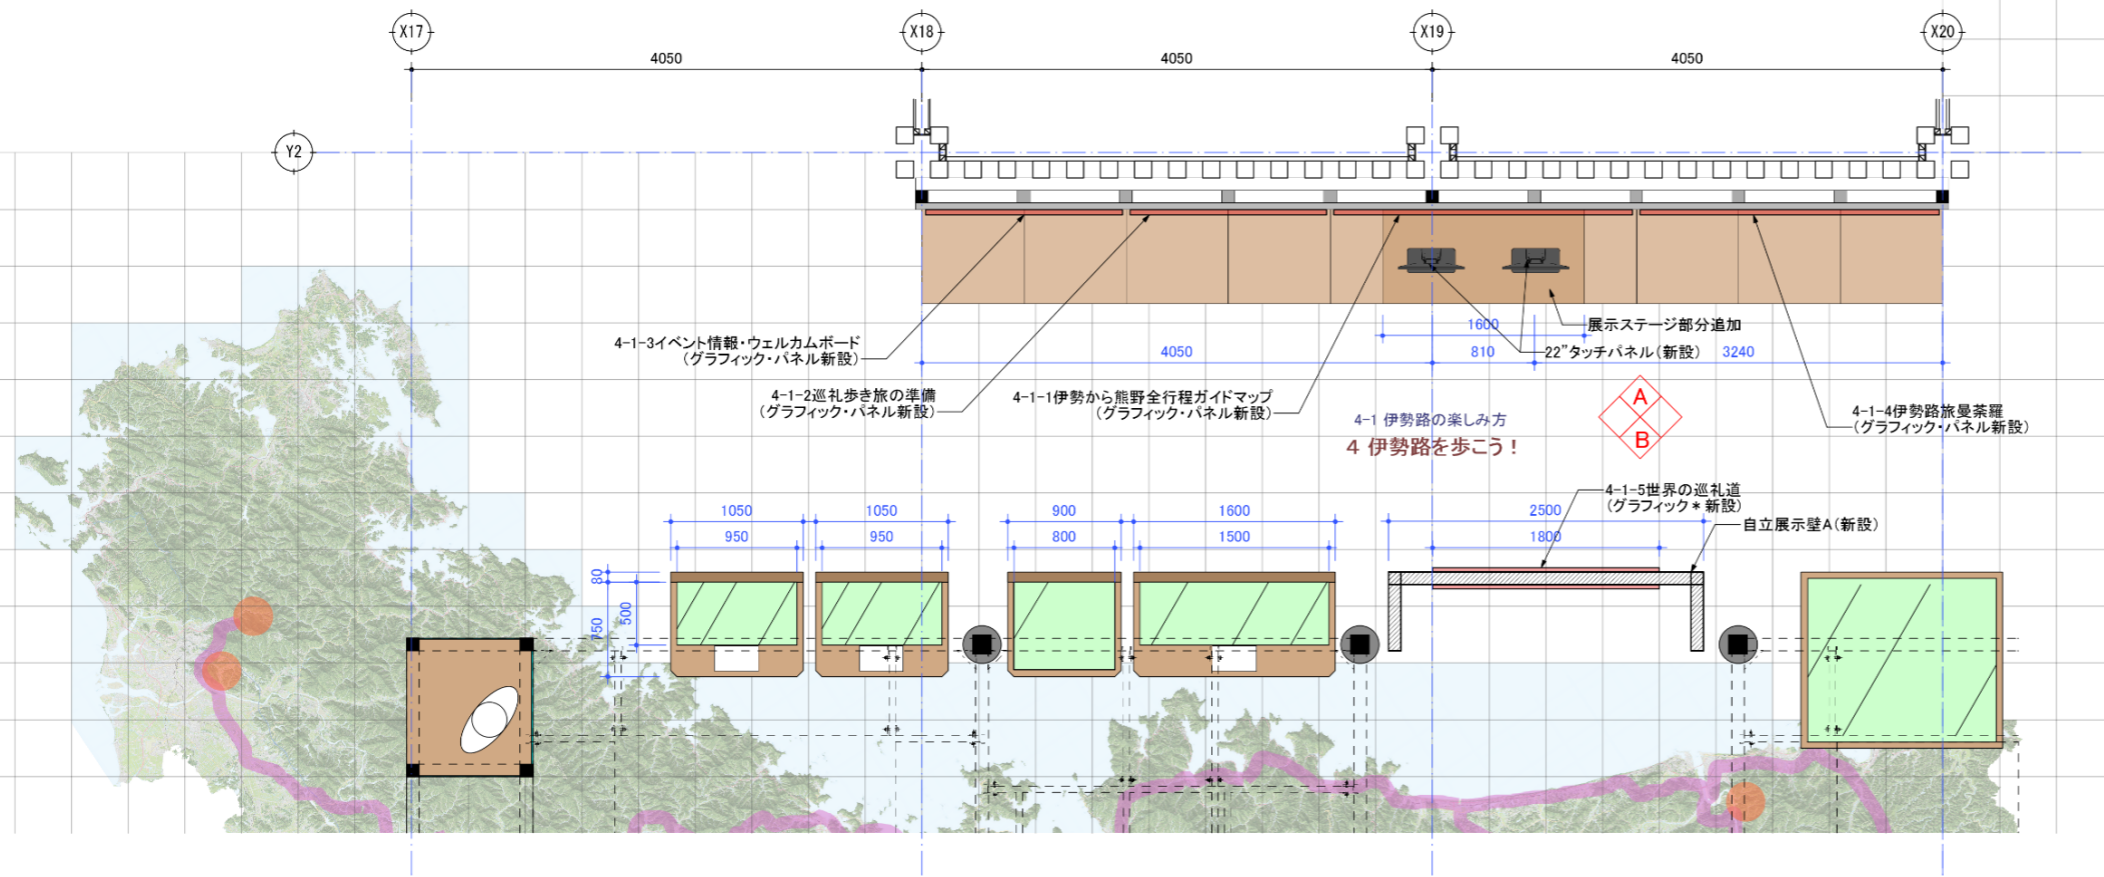 X17
X18
X19
X20
4050
4050
4050
Y2
4-1-3イベント情報・ウェルカムボード
(グラフィック・パネル新設)
4-1-2巡礼歩き旅の準備
(グラフィック・パネル新設)
4-1-1伊勢から熊野全行程ガイドマップ
(グラフィック・パネル新設)
1600
展示ステージ部分追加
4050
810
22”タッチパネル(新設)
3240
4-1 伊勢路の楽しみ方
4 伊勢路を歩こう！
A
B
4-1-4伊勢路旅曼荼羅
(グラフィック・パネル新設)
4-1-5世界の巡礼道
(グラフィック＊新設)
自立展示壁A(新設)
1050
1050
900
1600
2500
950
950
800
1500
1800
80
500
750